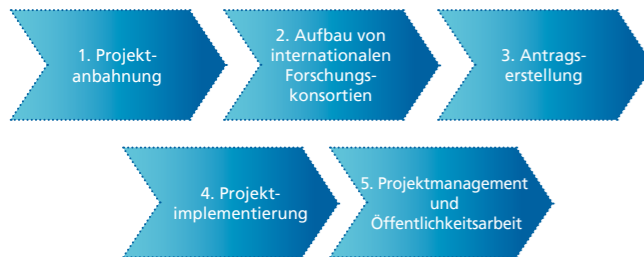 1. Projekt-
anbahnung
2. Aufbau von
internationalen
Forschungs-
konsortien
3. Antrags-
erstellung
4. Projekt-
implementierung
5. Projektmanagement
und
Öffentlichkeitsarbeit